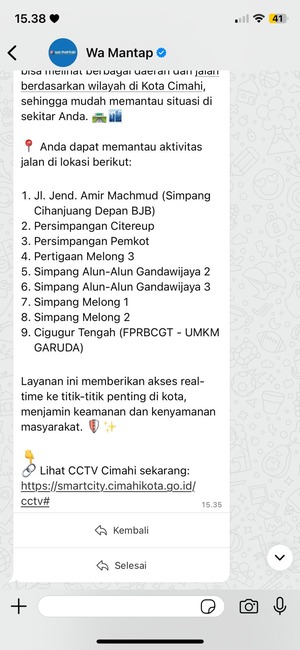 15.38
41
Wa Mantap
bisa melihat berbagai daerah dan jalan
berdasarkan wilayah di Kota Cimahi,
sehingga mudah memantau situasi di
sekitar Anda. 🛣️🏙️
📍 Anda dapat memantau aktivitas
jalan di lokasi berikut:
1. Jl. Jend. Amir Machmud (Simpang
Cihanjuang Depan BJB)
2. Persimpangan Citereup
3. Persimpangan Pemkot
4. Pertigaan Melong 3
5. Simpang Alun-Alun Gandawijaya 2
6. Simpang Alun-Alun Gandawijaya 3
7. Simpang Melong 1
8. Simpang Melong 2
9. Cigugur Tengah (FPRBCGT - UMKM
GARUDA)
Layanan ini memberikan akses real-
time ke titik-titik penting di kota,
menjamin keamanan dan kenyamanan
masyarakat. 🛡️✨
👇
🔗 Lihat CCTV Cimahi sekarang:
https://smartcity.cimahikota.go.id/
cctv#
15.35
Kembali
Selesai